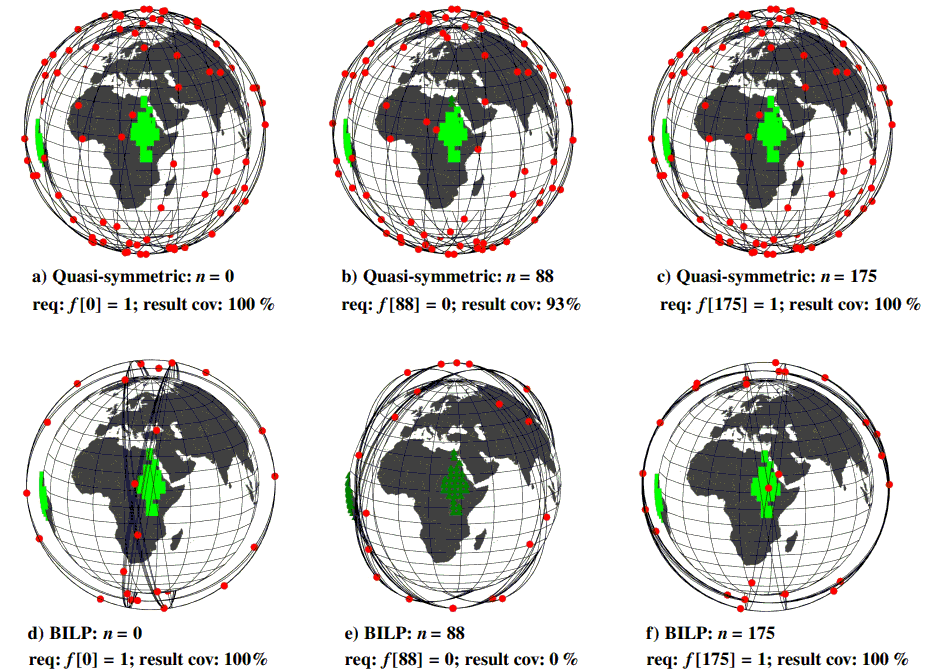 a) Quasi-symmetric: n = 0
req: f[0] = 1; result cov: 100 %
b) Quasi-symmetric: n = 88
req: f[88] = 0; result cov: 93%
c) Quasi-symmetric: n = 175
req: f[175] = 1; result cov: 100 %
d) BILP: n = 0
req: f[0] = 1; result cov: 100%
e) BILP: n = 88
req: f[88] = 0; result cov: 0 %
f) BILP: n = 175
req: f[175] = 1; result cov: 100 %